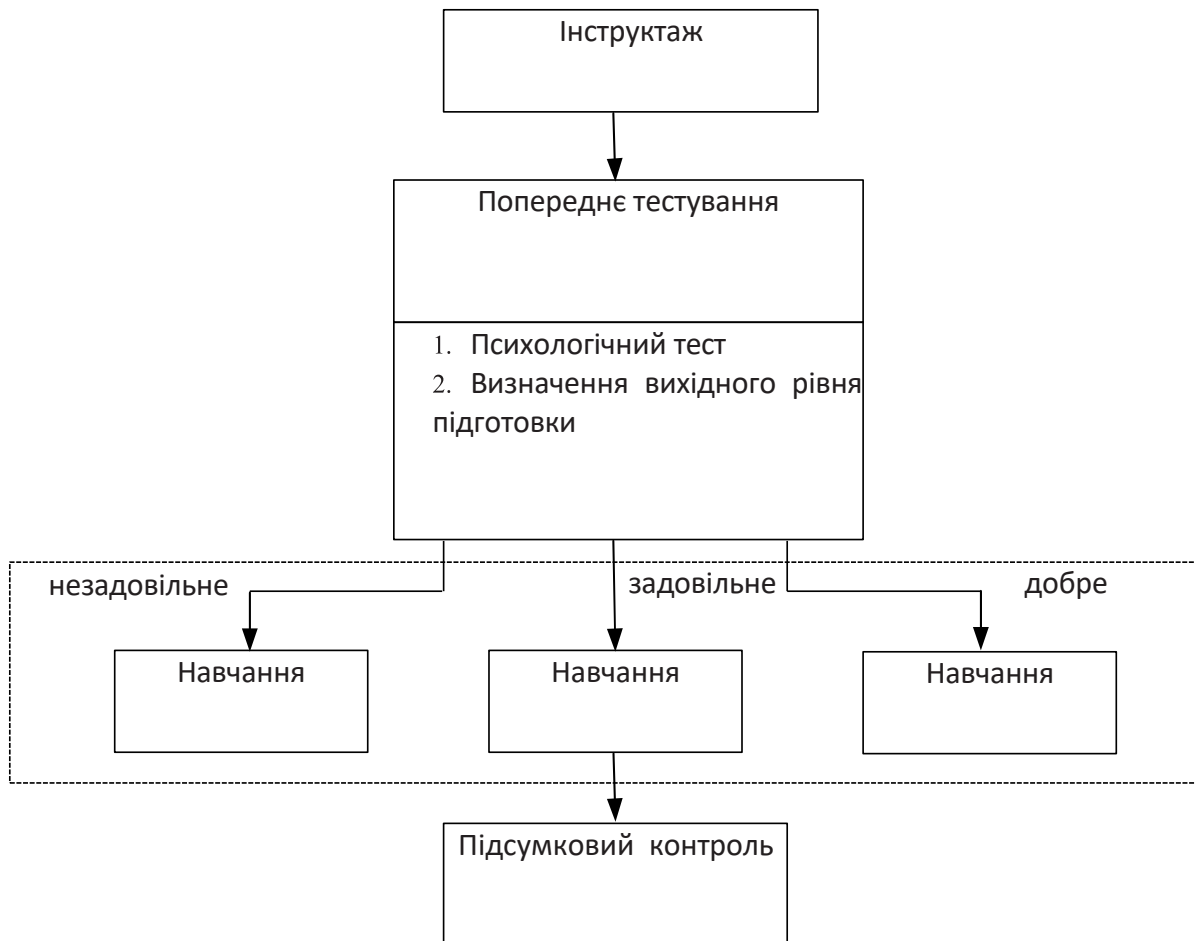 Інструктаж
Попереднє тестування
1. Психологічний тест
2. Визначення вихідного рівня
підготовки
незадовільне
задовільне
добре
Навчання
Навчання
Навчання
Підсумковий контроль